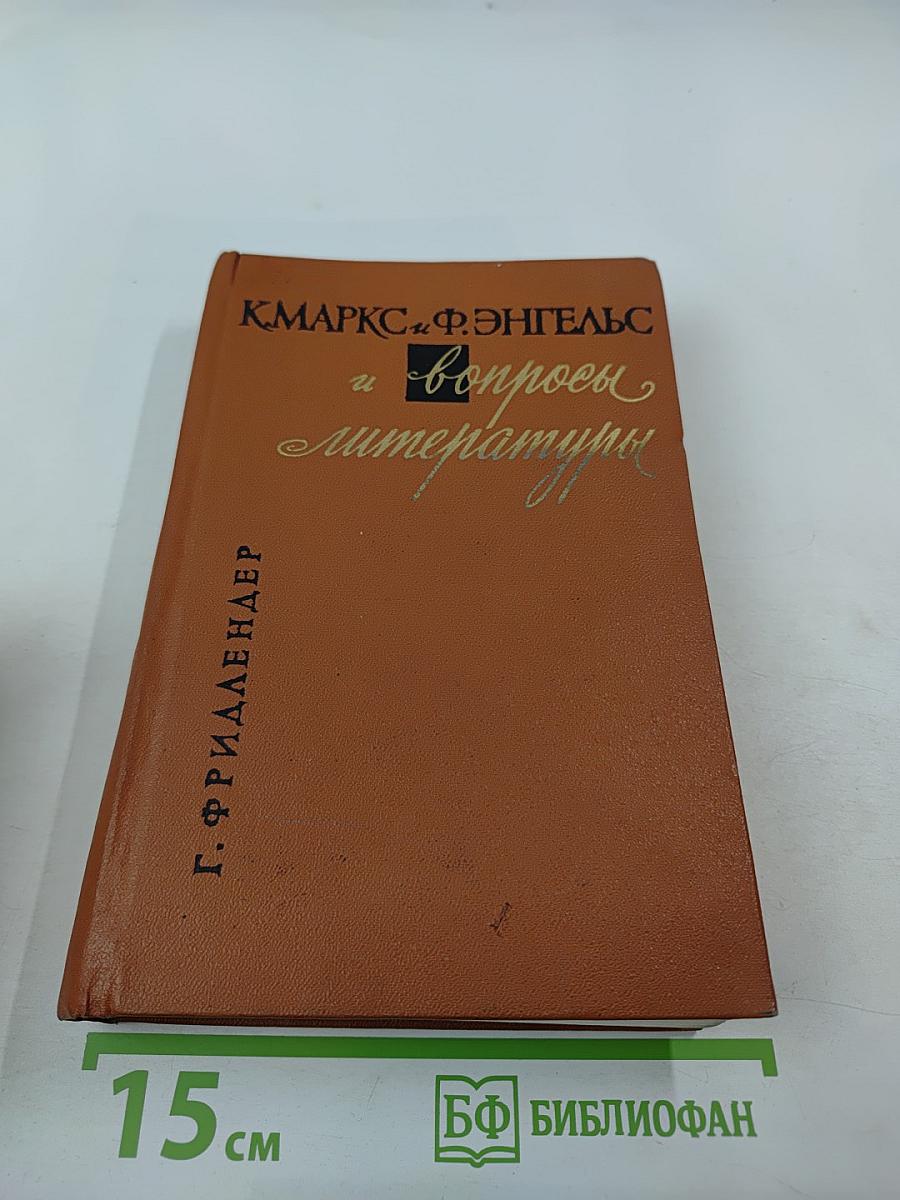 К. МАРКС и Ф. ЭНГЕЛЬС
и вопросы
литературы
Г. ФРИДЛЕНДЕР
15 см
БФ БИБЛИОФАН